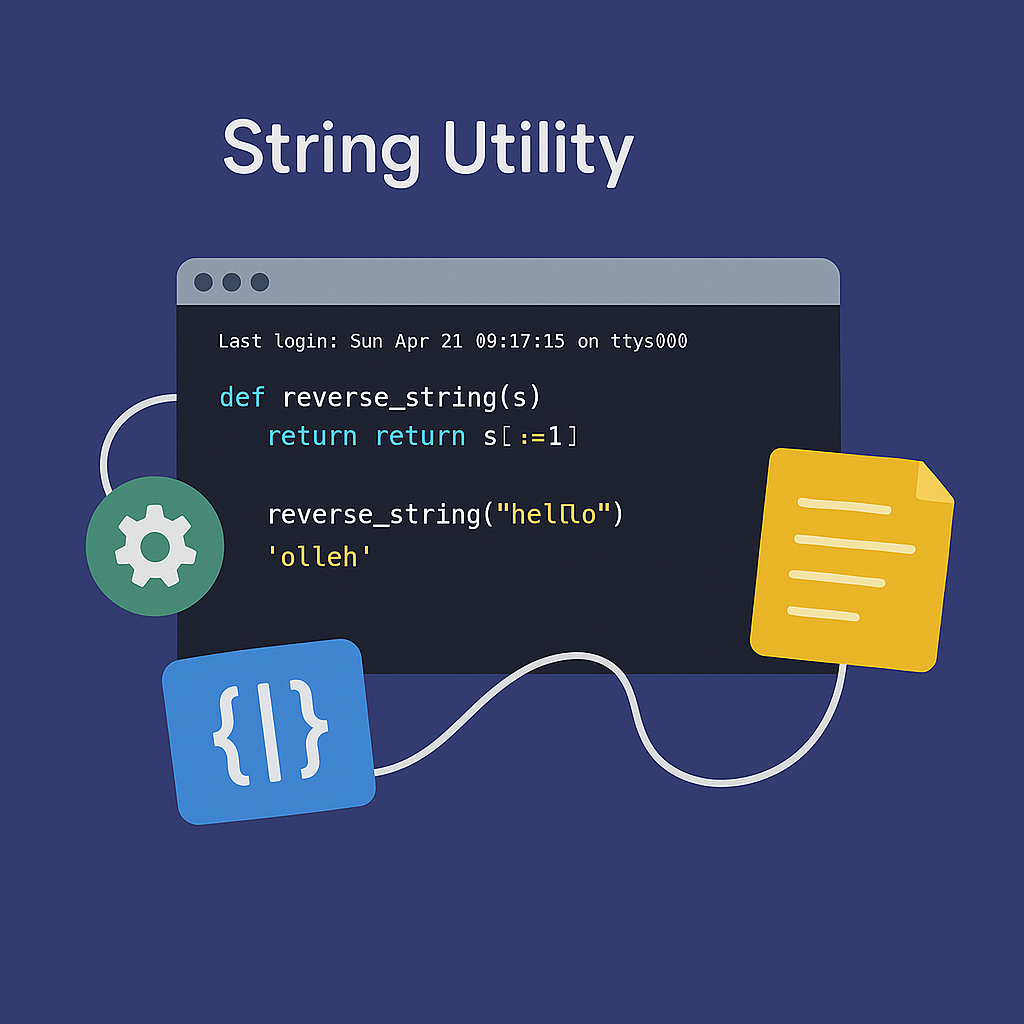 String Utility
Last login: Sun Apr 21 09:17:15 on ttys000
def reverse_string(s)
return return s[:=1]
reverse_string(
'olleh'
{|}